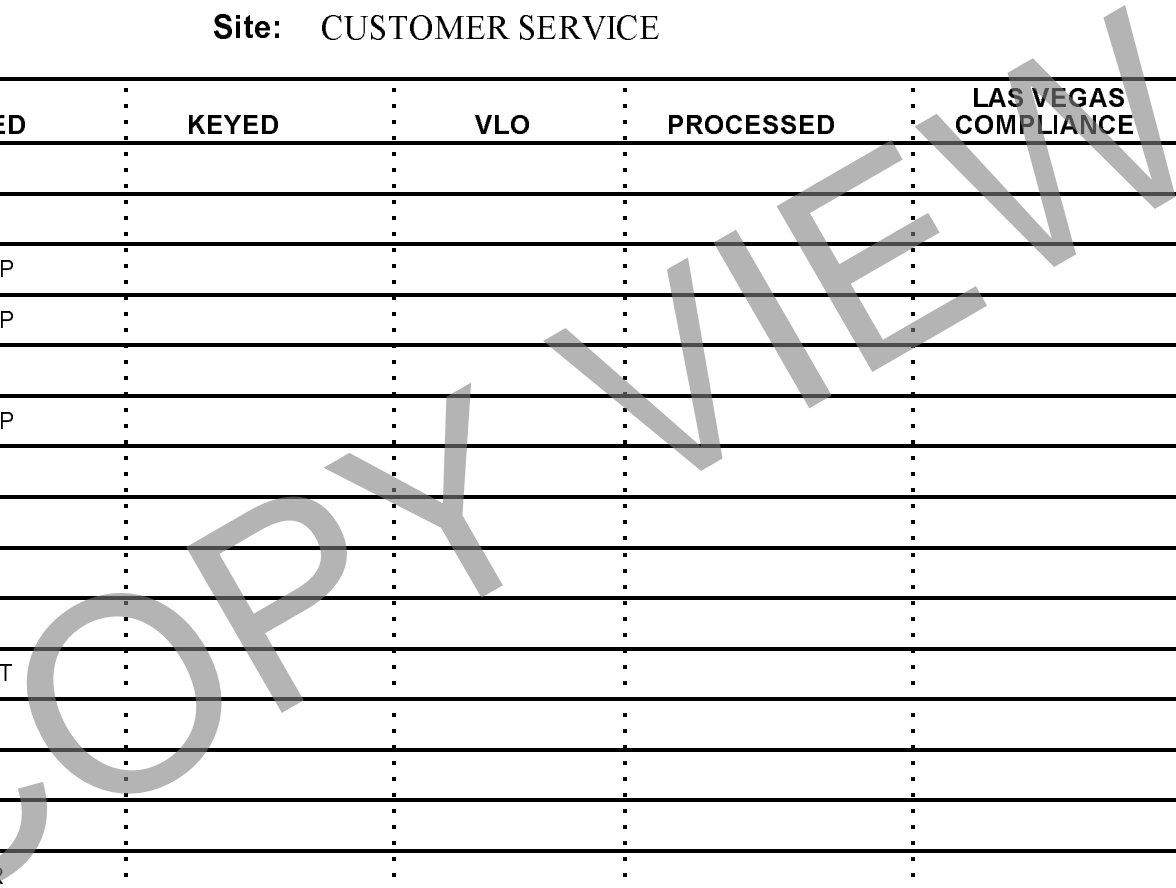 Site: CUSTOMER SERVICE
ED KEYED VLO PROCESSED LAS VEGAS
COMPLIANCE
P
P
P
T
COPY VIEW